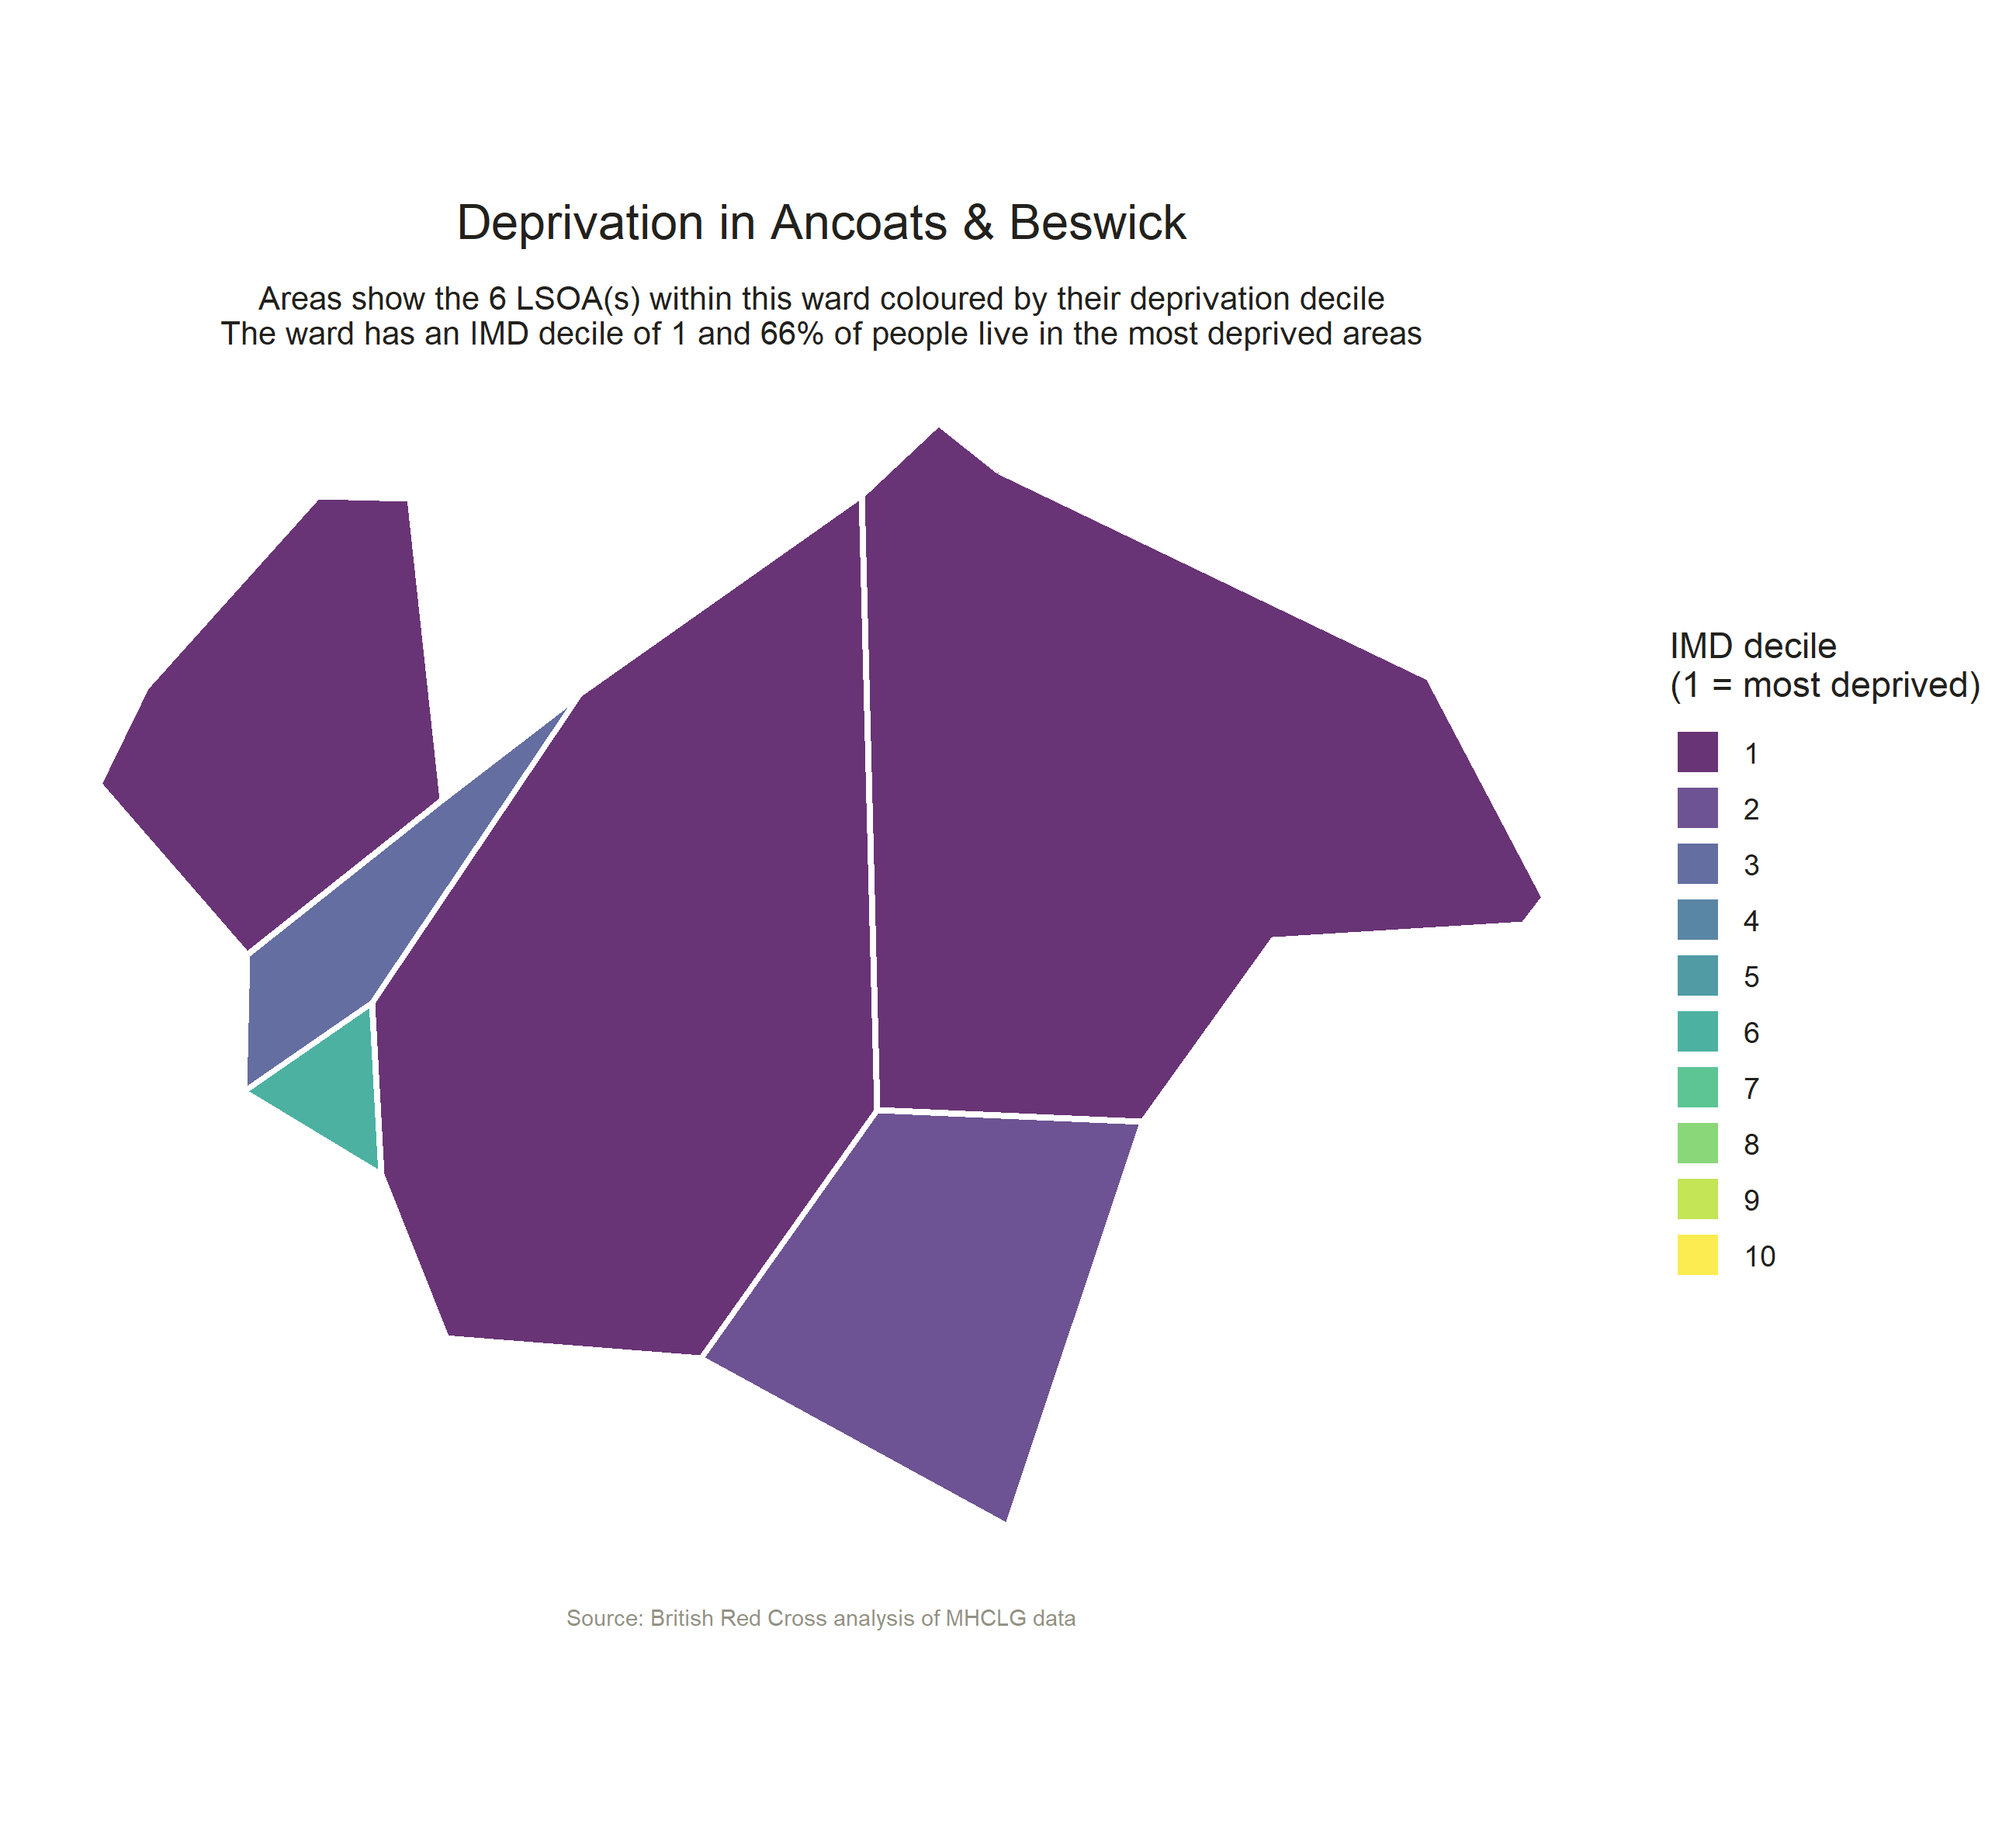 Deprivation in Ancoats & Beswick
Areas show the 6 LSOA(s) within this ward coloured by their deprivation decile
The ward has an IMD decile of 1 and 66% of people live in the most deprived areas
IMD decile
(1 = most deprived)
1
2
3
4
5
6
7
8
9
10
Source: British Red Cross analysis of MHCLG data